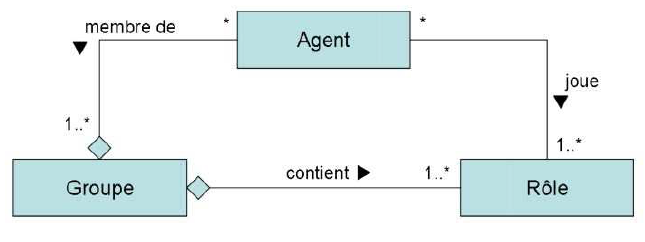 membre de
*
Agent
*
joue
1..*
1..*
Groupe
contient
1..*
Rôle